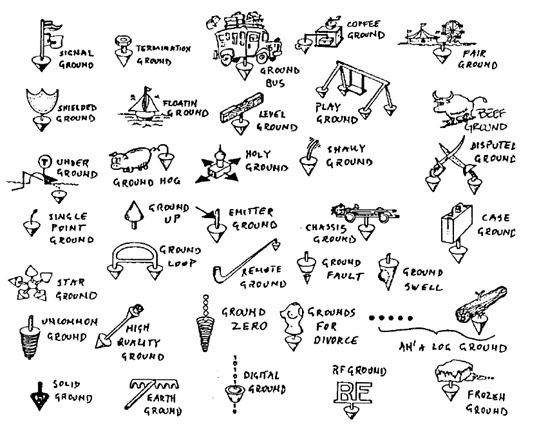 SIGNAL
GROUND
TERMINATION
GROUND
GROUND
BUS
COFFEE
GROUND
FAIR
GROUND
SHIELDED
GROUND
FLOATIN
GROUND
LEVEL
GROUND
PLAY
GROUND
BEEF
GROUND
T
UNDER
GROUND
GROUND HOG
HOLY
GROUND
SHAKY
GROUND
DISPUTED
GROUND
SINGLE
POINT
GROUND
GROUND
UP
EMITTER
GROUND
CHASSIS
GROUND
CASE
GROUND
STAR
GROUND
GROUND
LOOP
REMOTE
GROUND
GROUND
FAULT
GROUND
SWELL
UNCOMMON
GROUND
HIGH
QUALITY
GROUND
GROUND
ZERO
GROUNDS
FOR
DIVORCE
AN'A LOG GROUND
SOLID
GROUND
EARTH
GROUND
DIGITAL
GROUND
RF GROUND
RF
FROZEN
GROUND